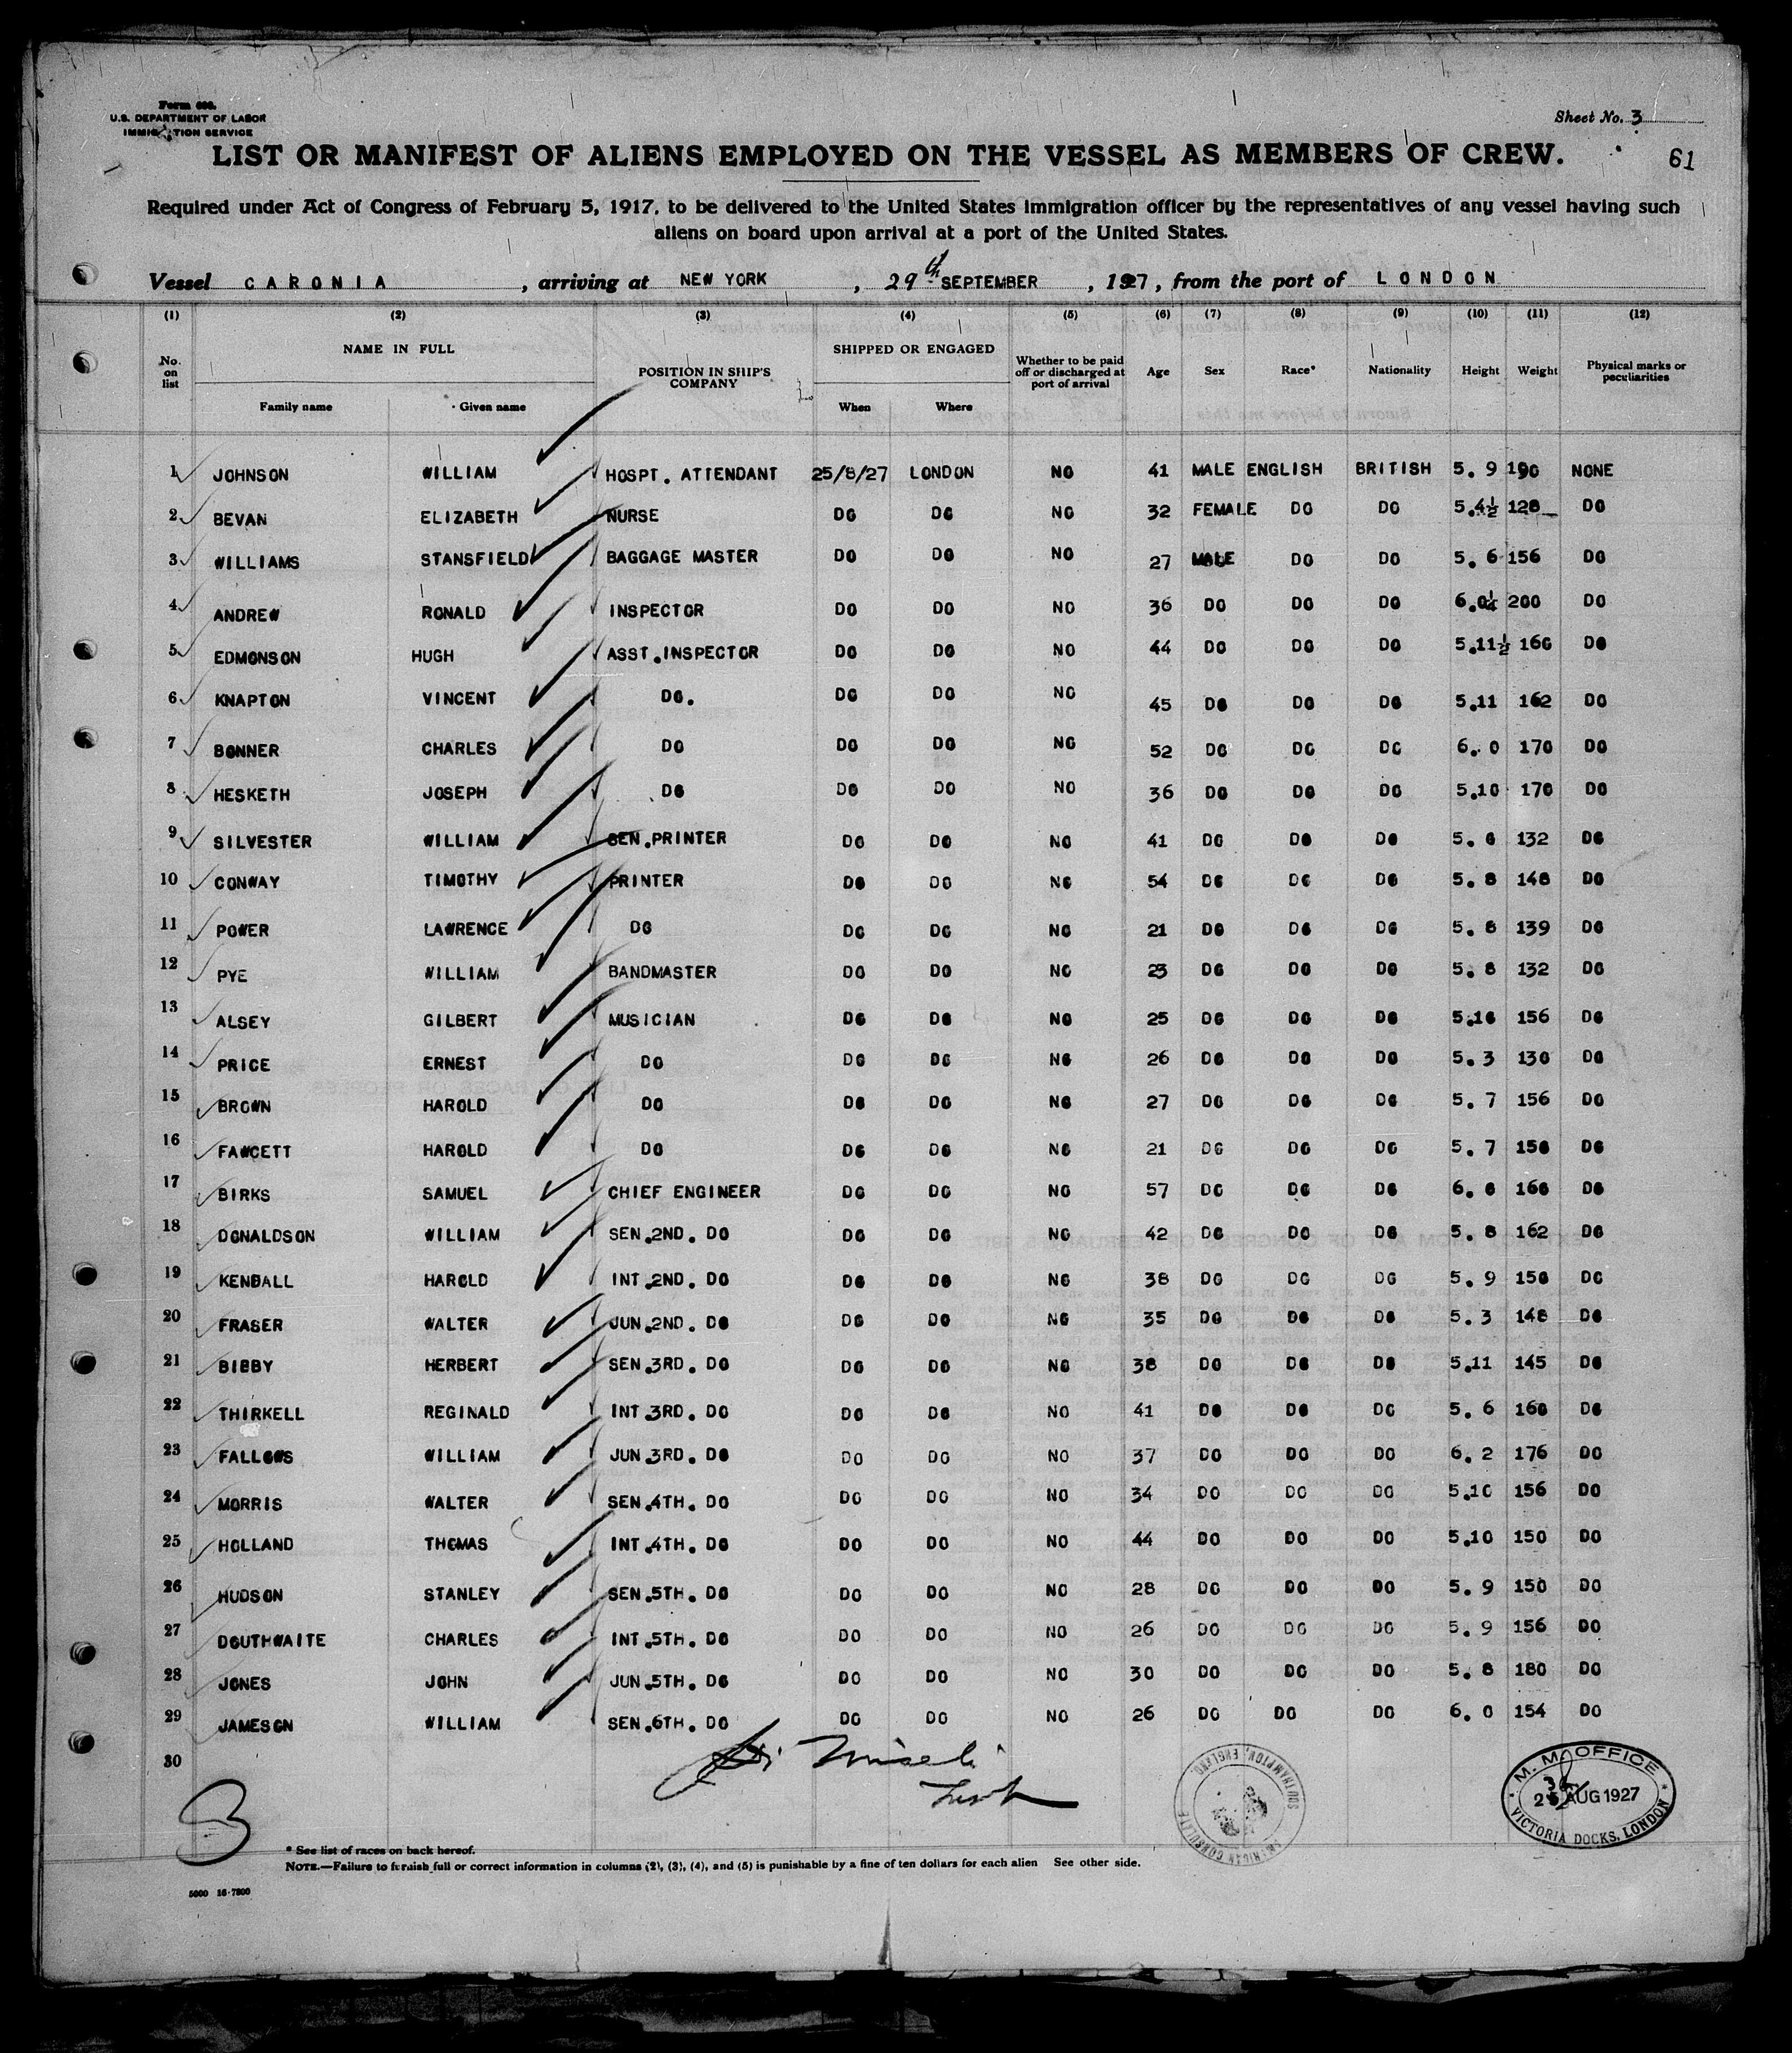 Form 680.
U.S. DEPARTMENT OF LABOR
IMMIGRATION SERVICE
Sheet No. 3
LIST OR MANIFEST OF ALIENS EMPLOYED ON THE VESSEL AS MEMBERS OF CREW.
61
Required under Act of Congress of February 5, 1917, to be delivered to the United States immigration officer by the representatives of any vessel having such
aliens on board upon arrival at a port of the United States.
Vessel CARONIA, arriving at NEW YORK, 29th SEPTEMBER, 1927, from the port of LONDON
(1) (2) (3) (4) (5) (6) (7) (8) (9) (10) (11) (12)
No. on list NAME IN FULL Family name Given name POSITION IN SHIP'S COMPANY SHIPPED OR ENGAGED When Where Whether to be paid off or discharged at port of arrival Age Sex Race* Nationality Height Weight Physical marks or peculiarities
1 JOHNSON WILLIAM HOSPT. ATTENDANT 25/8/27 LONDON NO 41 MALE ENGLISH BRITISH 5. 9 190 NONE
2 BEVAN ELIZABETH NURSE DO DO NO 32 FEMALE DO DO 5.4½ 128 DO
3 WILLIAMS STANSFIELD BAGGAGE MASTER DO DO NO 27 MALE DO DO 5. 6 156 DO
4 ANDREW RONALD INSPECTOR DO DO NO 36 DO DO DO 6.0¼ 200 DO
5 EDMONSON HUGH ASST.INSPECTOR DO DO NO 44 DO DO DO 5.11½ 160 DO
6 KNAPTON VINCENT DO. DO DO NO 45 DO DO DO 5.11 162 DO
7 BONNER CHARLES DO DO DO NO 52 DO DO DO 6. 0 170 DO
8 HESKETH JOSEPH DO DO DO NO 36 DO DO DO 5.10 170 DO
9 SILVESTER WILLIAM SEN.PRINTER DO DO NO 41 DO DO DO 5. 6 132 DO
10 CONWAY TIMOTHY PRINTER DO DO NO 54 DO DO DO 5. 8 148 DO
11 POWER LAWRENCE DO DO DO NO 21 DO DO DO 5. 8 139 DO
12 PYE WILLIAM BANDMASTER DO DO NO 23 DO DO DO 5. 8 132 DO
13 ALSEY GILBERT MUSICIAN DO DO NO 25 DO DO DO 5.10 156 DO
14 PRICE ERNEST DO DO DO NO 26 DO DO DO 5. 3 130 DO
15 BROWN HAROLD DO DO DO NO 27 DO DO DO 5. 7 156 DO
16 FAWCETT HAROLD DO DO DO NO 21 DO DO DO 5. 7 150 DO
17 BIRKS SAMUEL CHIEF ENGINEER DO DO NO 57 DO DO DO 6. 0 160 DO
18 DONALDSON WILLIAM SEN.2ND. DO DO DO NO 42 DO DO DO 5. 8 162 DO
19 KENDALL HAROLD INT.2ND. DO DO DO NO 38 DO DO DO 5. 9 150 DO
20 FRASER WALTER JUN.2ND. DO DO DO NO 35 DO DO DO 5. 3 148 DO
21 BIBBY HERBERT SEN.3RD. DO DO DO NO 38 DO DO DO 5.11 145 DO
22 THIRKELL REGINALD INT.3RD. DO DO DO NO 41 DO DO DO 5. 6 160 DO
23 FALLOWS WILLIAM JUN.3RD. DO DO DO NO 37 DO DO DO 6. 2 176 DO
24 MORRIS WALTER SEN.4TH. DO DO DO NO 34 DO DO DO 5.10 156 DO
25 HOLLAND THOMAS INT.4TH. DO DO DO NO 44 DO DO DO 5.10 150 DO
26 HUDSON STANLEY SEN.5TH. DO DO DO NO 28 DO DO DO 5. 9 150 DO
27 DOUTHWAITE CHARLES INT.5TH. DO DO DO NO 26 DO DO DO 5. 9 156 DO
28 JONES JOHN JUN.5TH. DO DO DO NO 30 DO DO DO 5. 8 180 DO
29 JAMESON WILLIAM SEN.6TH. DO DO DO NO 26 DO DO DO 6. 0 154 DO
30
AMERICAN CONSULATE
SOUTHAMPTON, ENGLAND.
M. M. OFFICE
AUG 1927
VICTORIA DOCKS, LONDON
3
* See list of races on back hereof.
NOTE.—Failure to furnish full or correct information in columns (2), (3), (4), and (5) is punishable by a fine of ten dollars for each alien See other side.